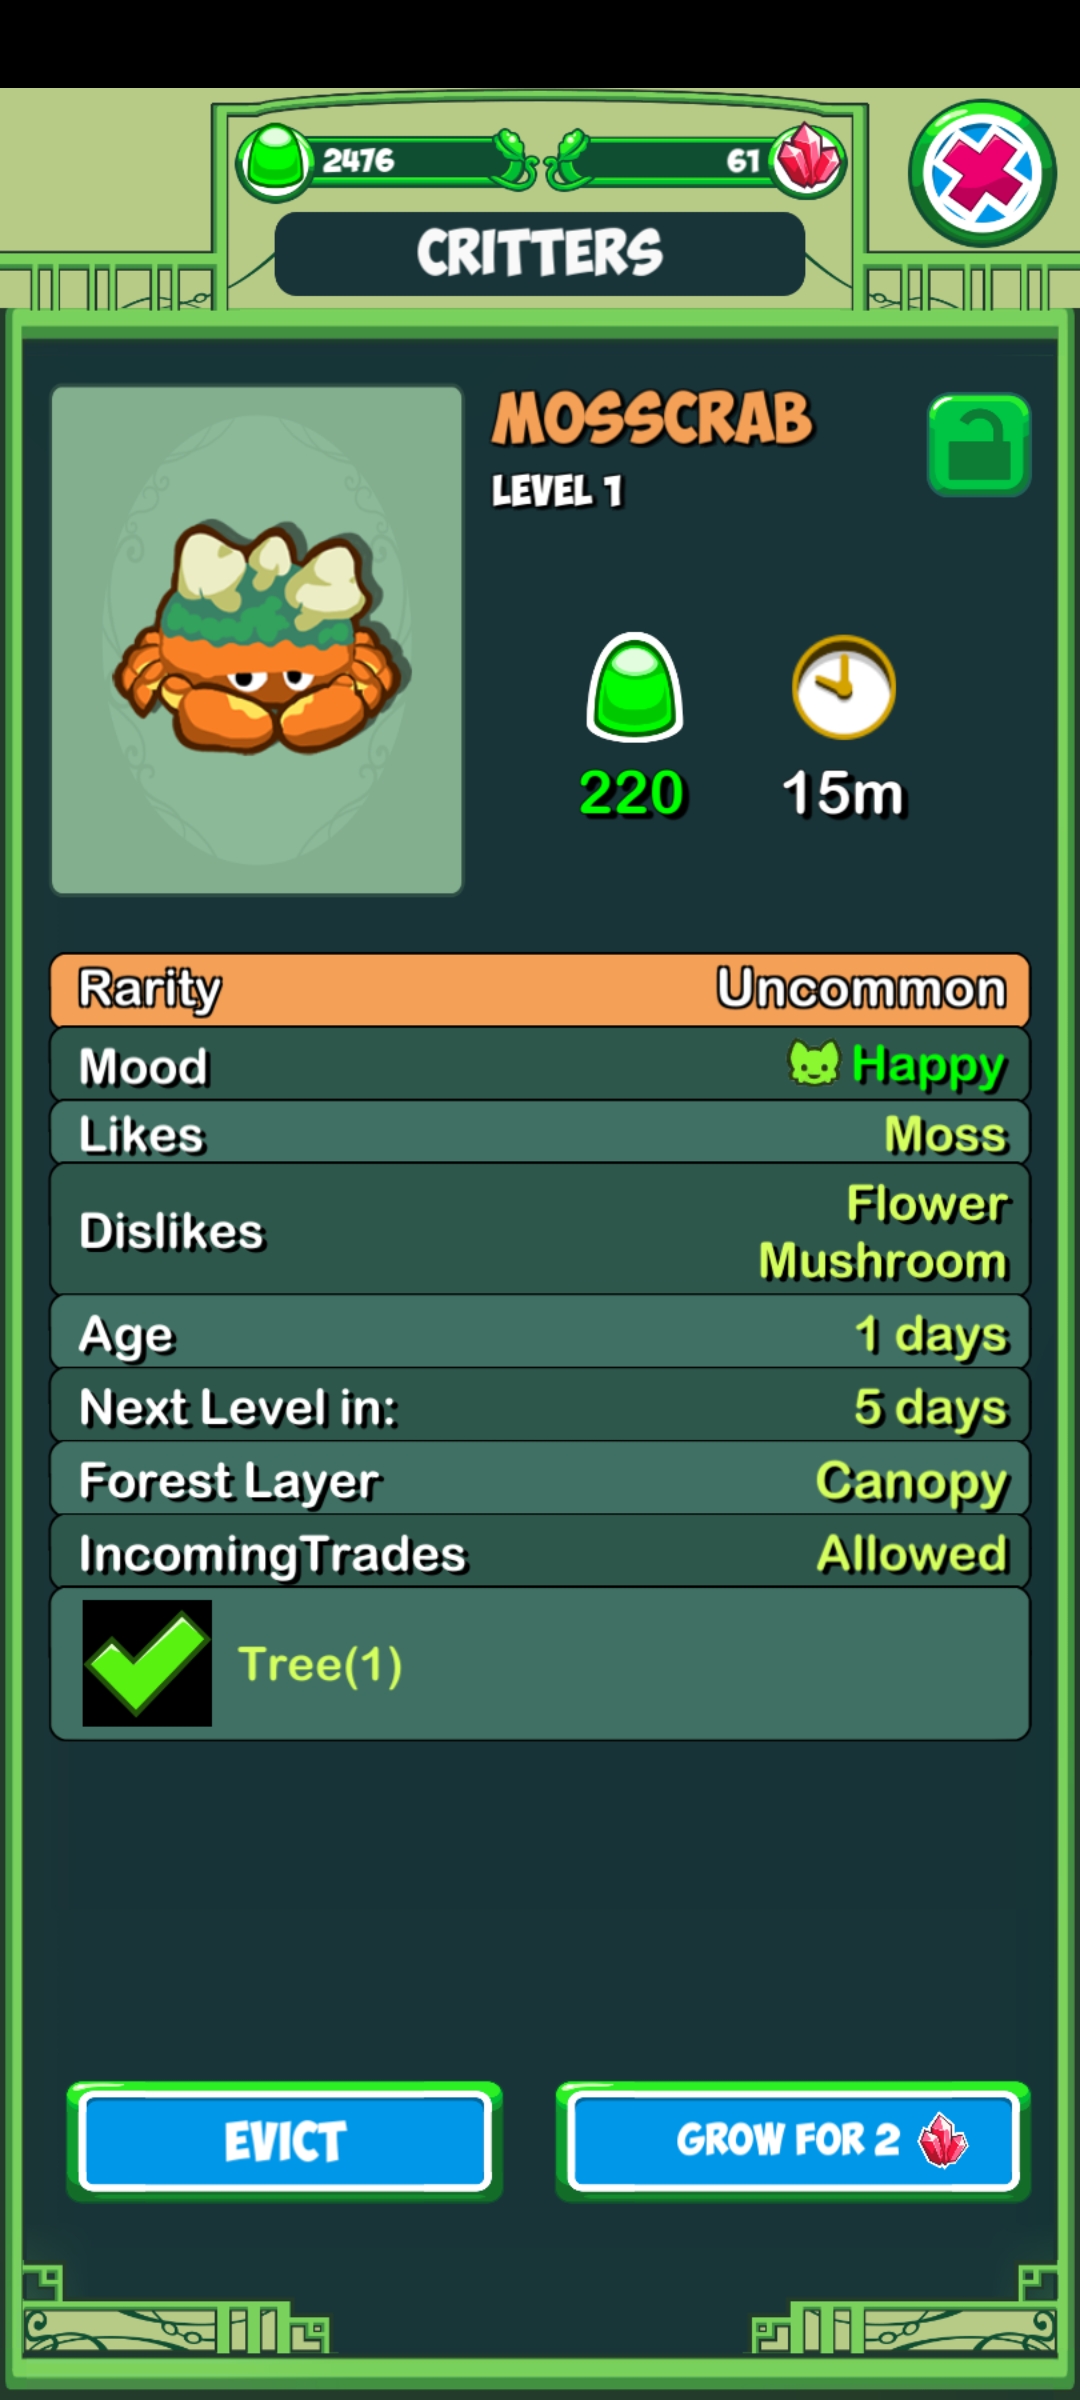 2476
61
CRITTERS
MOSSCRAB
LEVEL 1
220
15m
Rarity Uncommon
Mood Happy
Likes Moss
Dislikes Flower
Mushroom
Age 1 days
Next Level in: 5 days
Forest Layer Canopy
IncomingTrades Allowed
Tree(1)
EVICT
GROW FOR 2